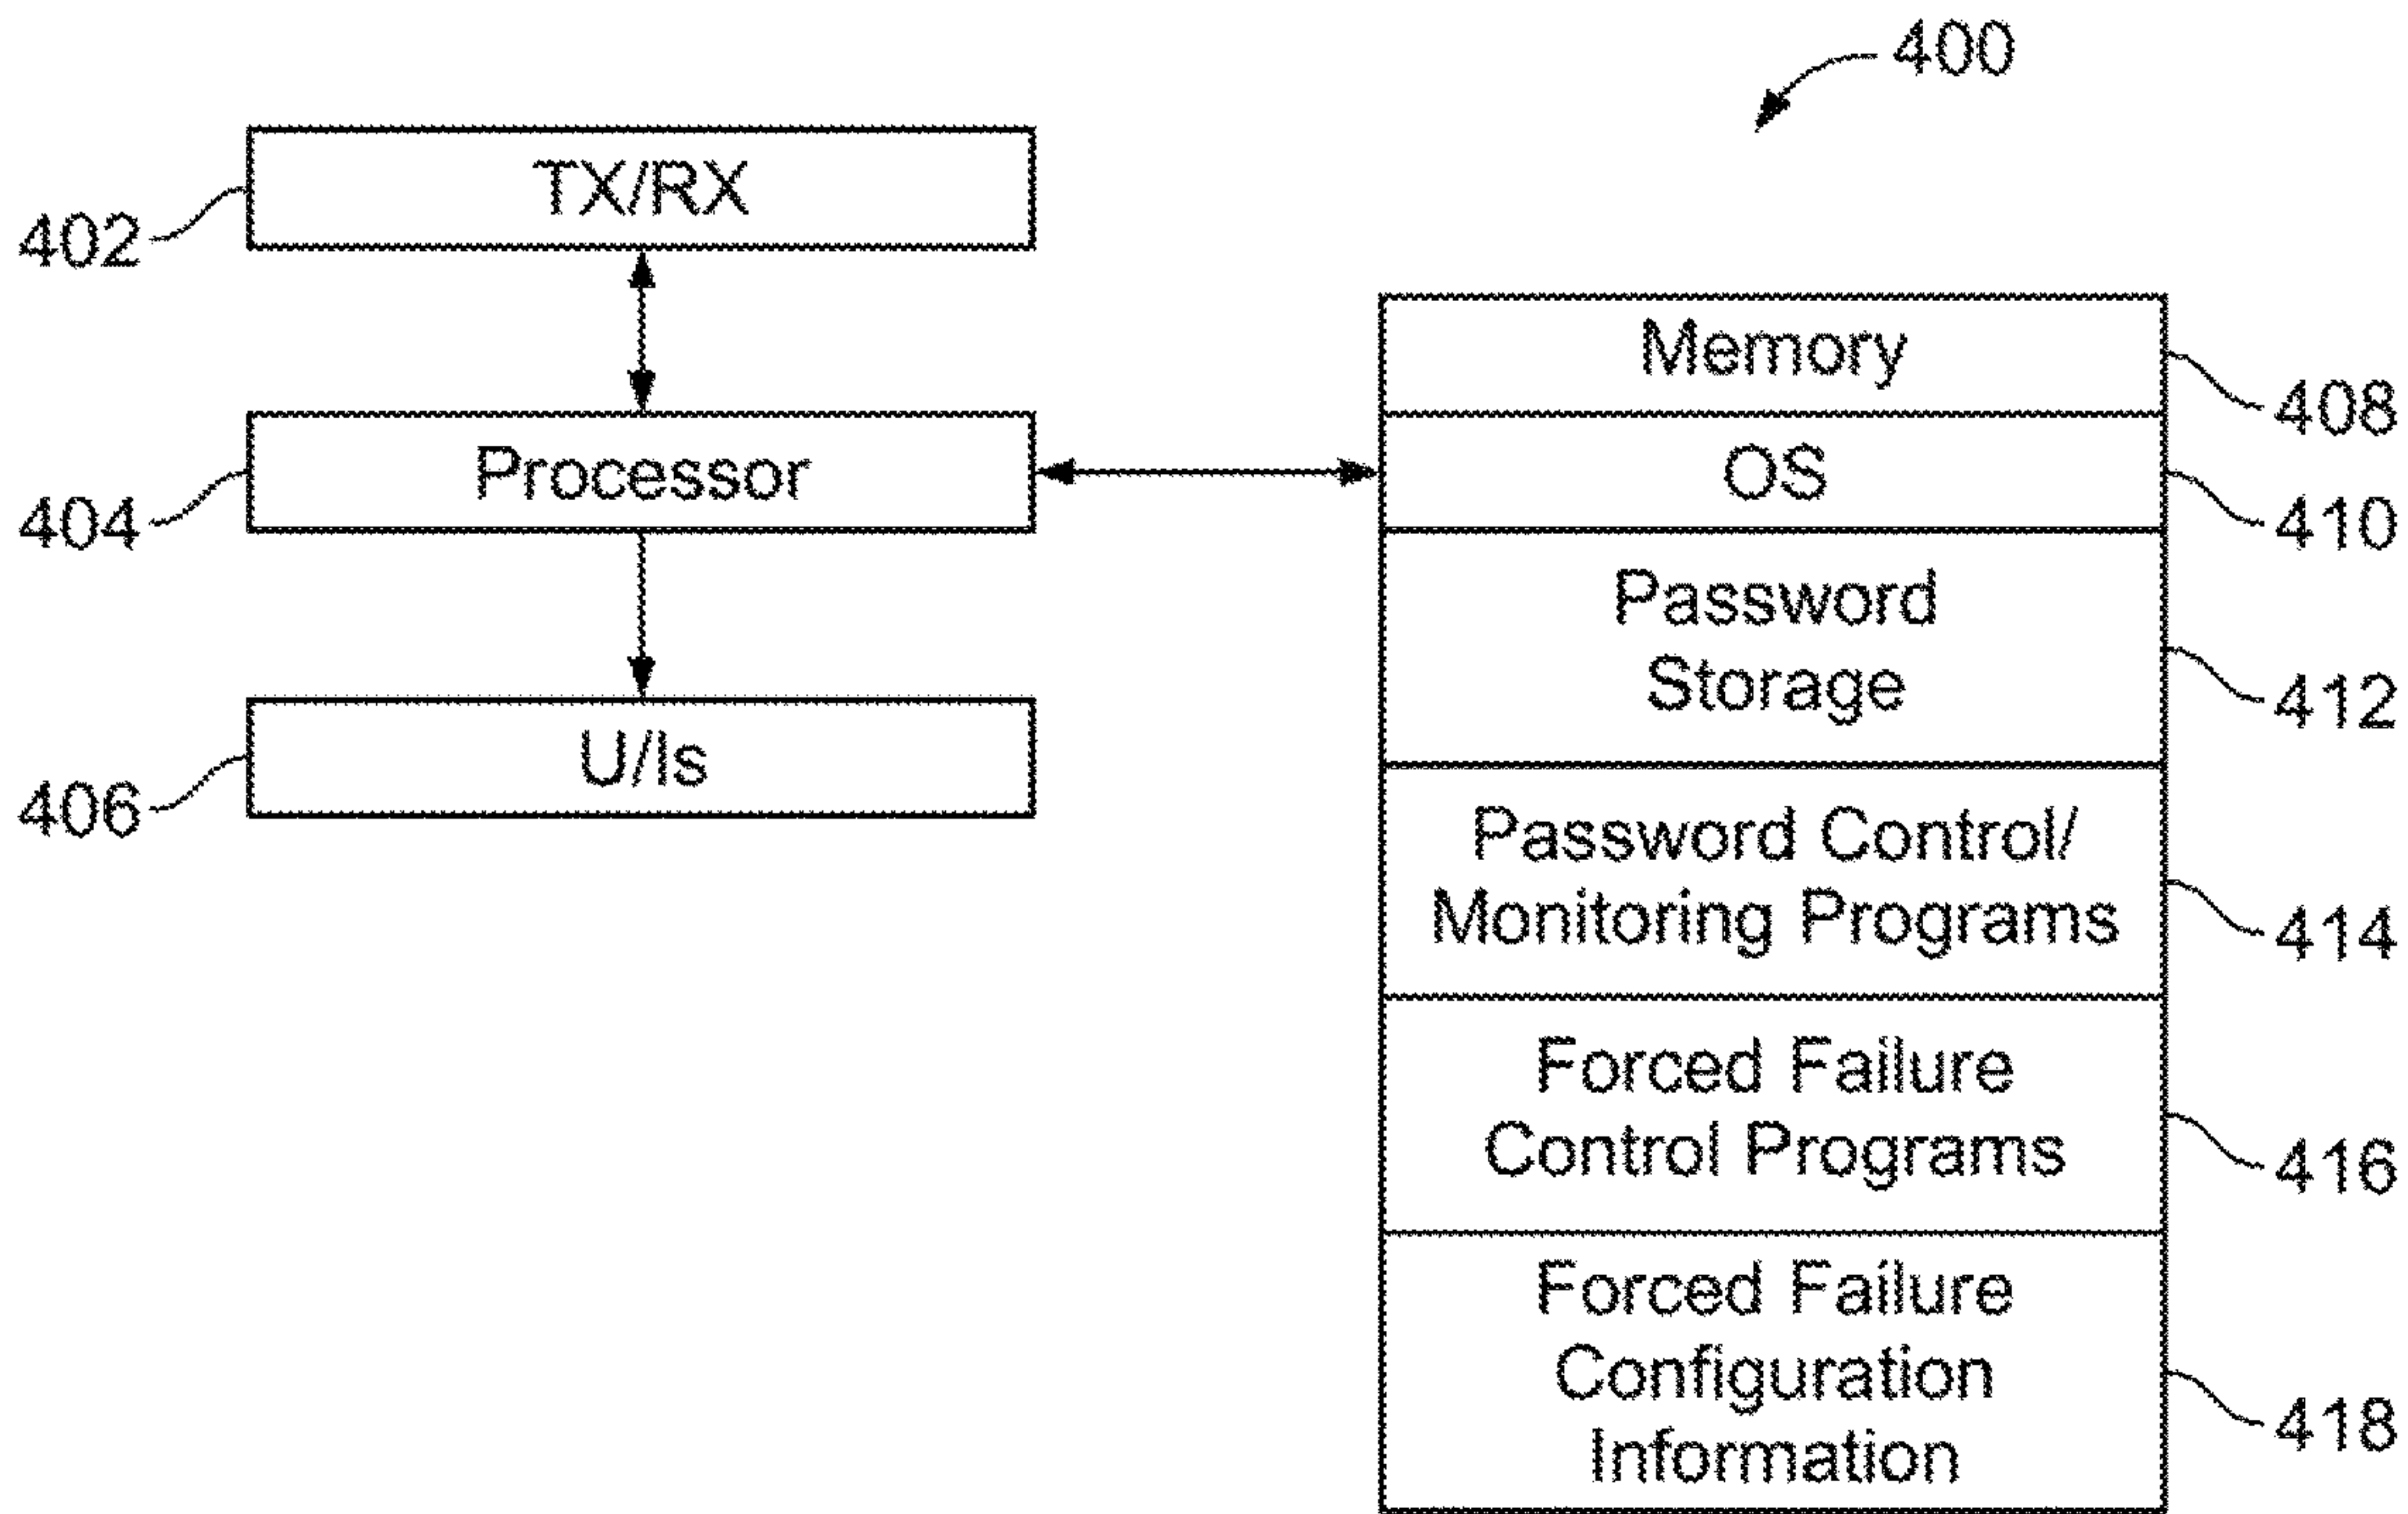 400
TX/RX
402
Processor
404
U/Is
406
Memory
408
OS
410
Password
Storage
412
Password Control/
Monitoring Programs
414
Forced Failure
Control Programs
416
Forced Failure
Configuration
Information
418